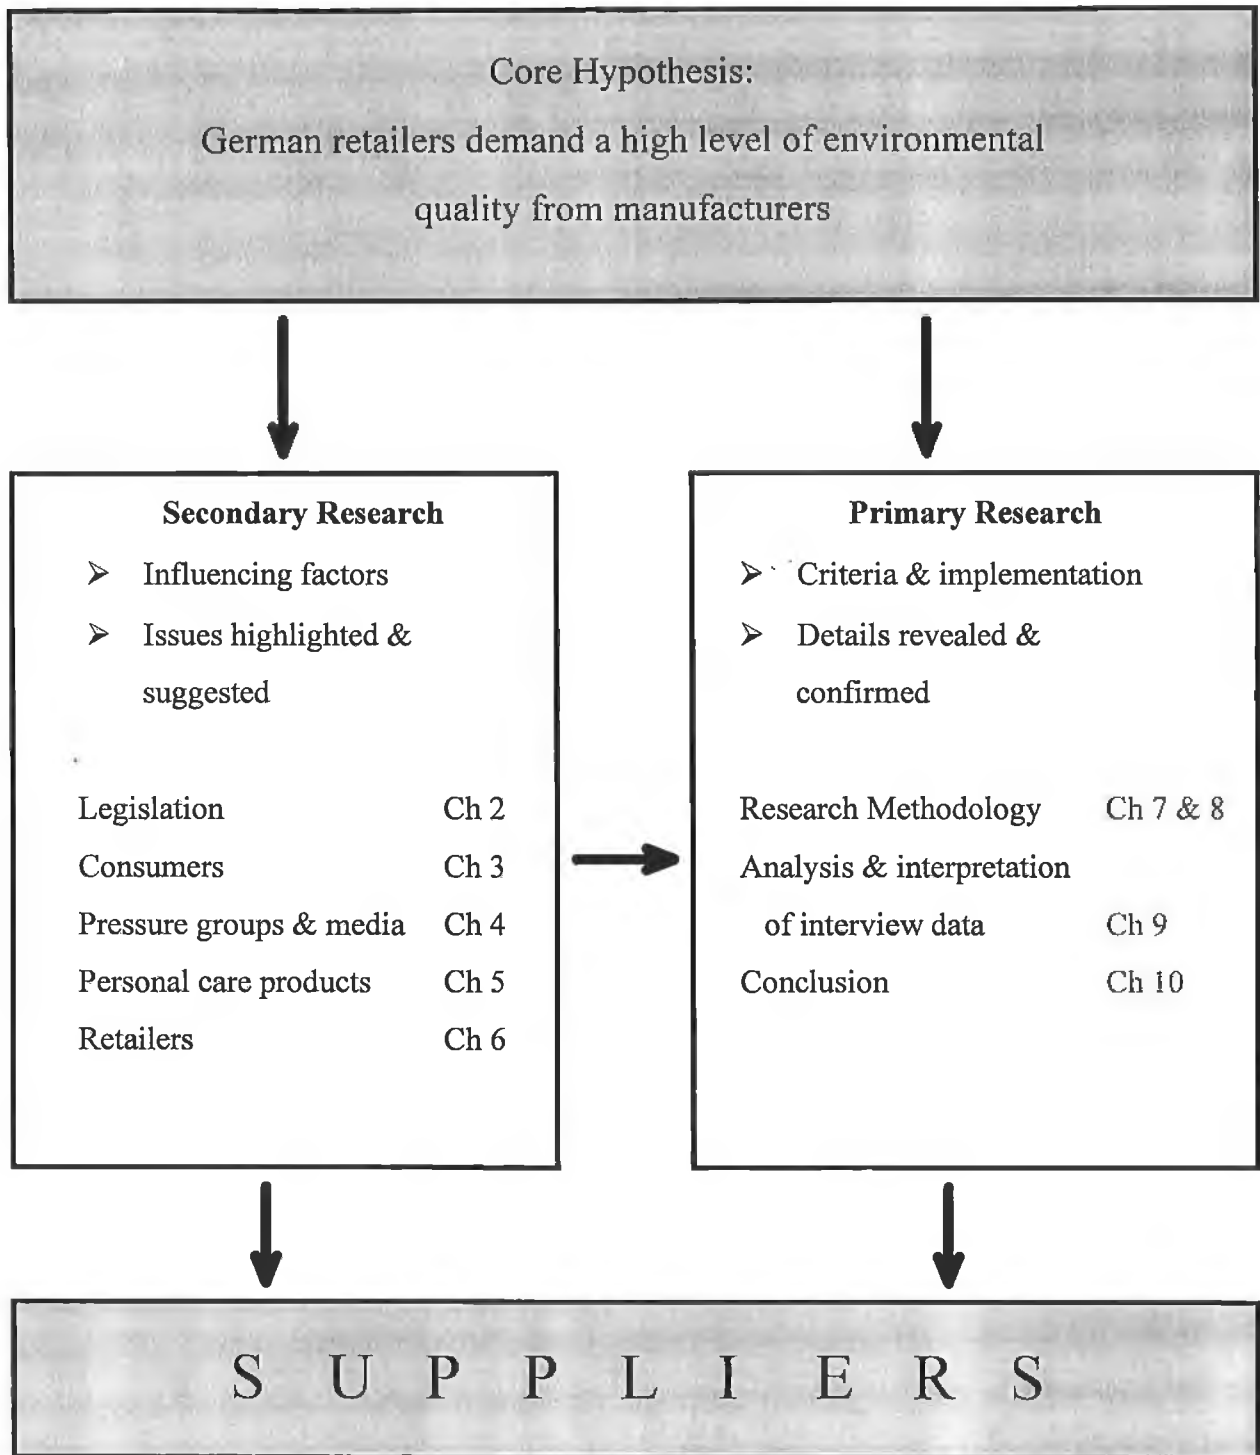 Core Hypothesis:
German retailers demand a high level of environmental
quality from manufacturers
Secondary Research
➢ Influencing factors
➢ Issues highlighted &
suggested
Legislation Ch 2
Consumers Ch 3
Pressure groups & media Ch 4
Personal care products Ch 5
Retailers Ch 6
Primary Research
➢ Criteria & implementation
➢ Details revealed &
confirmed
Research Methodology Ch 7 & 8
Analysis & interpretation
of interview data Ch 9
Conclusion Ch 10
S U P P L I E R S